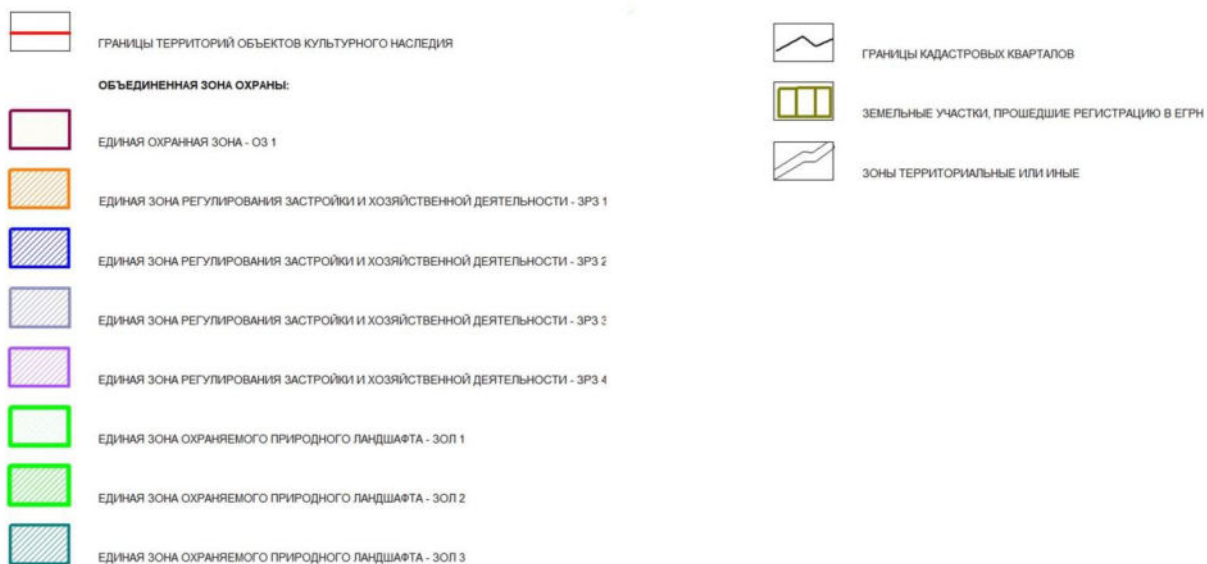 ГРАНИЦЫ ТЕРРИТОРИЙ ОБЪЕКТОВ КУЛЬТУРНОГО НАСЛЕДИЯ
ОБЪЕДИНЕННАЯ ЗОНА ОХРАНЫ:
ЕДИНАЯ ОХРАННАЯ ЗОНА - ОЗ 1
ЕДИНАЯ ЗОНА РЕГУЛИРОВАНИЯ ЗАСТРОЙКИ И ХОЗЯЙСТВЕННОЙ ДЕЯТЕЛЬНОСТИ - ЗРЗ 1
ЕДИНАЯ ЗОНА РЕГУЛИРОВАНИЯ ЗАСТРОЙКИ И ХОЗЯЙСТВЕННОЙ ДЕЯТЕЛЬНОСТИ - ЗРЗ 2
ЕДИНАЯ ЗОНА РЕГУЛИРОВАНИЯ ЗАСТРОЙКИ И ХОЗЯЙСТВЕННОЙ ДЕЯТЕЛЬНОСТИ - ЗРЗ 3
ЕДИНАЯ ЗОНА РЕГУЛИРОВАНИЯ ЗАСТРОЙКИ И ХОЗЯЙСТВЕННОЙ ДЕЯТЕЛЬНОСТИ - ЗРЗ 4
ЕДИНАЯ ЗОНА ОХРАНЯЕМОГО ПРИРОДНОГО ЛАНДШАФТА - ЗОЛ 1
ЕДИНАЯ ЗОНА ОХРАНЯЕМОГО ПРИРОДНОГО ЛАНДШАФТА - ЗОЛ 2
ЕДИНАЯ ЗОНА ОХРАНЯЕМОГО ПРИРОДНОГО ЛАНДШАФТА - ЗОЛ 3
ГРАНИЦЫ КАДАСТРОВЫХ КВАРТАЛОВ
ЗЕМЕЛЬНЫЕ УЧАСТКИ, ПРОШЕДШИЕ РЕГИСТРАЦИЮ В ЕГРН
ЗОНЫ ТЕРРИТОРИАЛЬНЫЕ ИЛИ ИНЫЕ